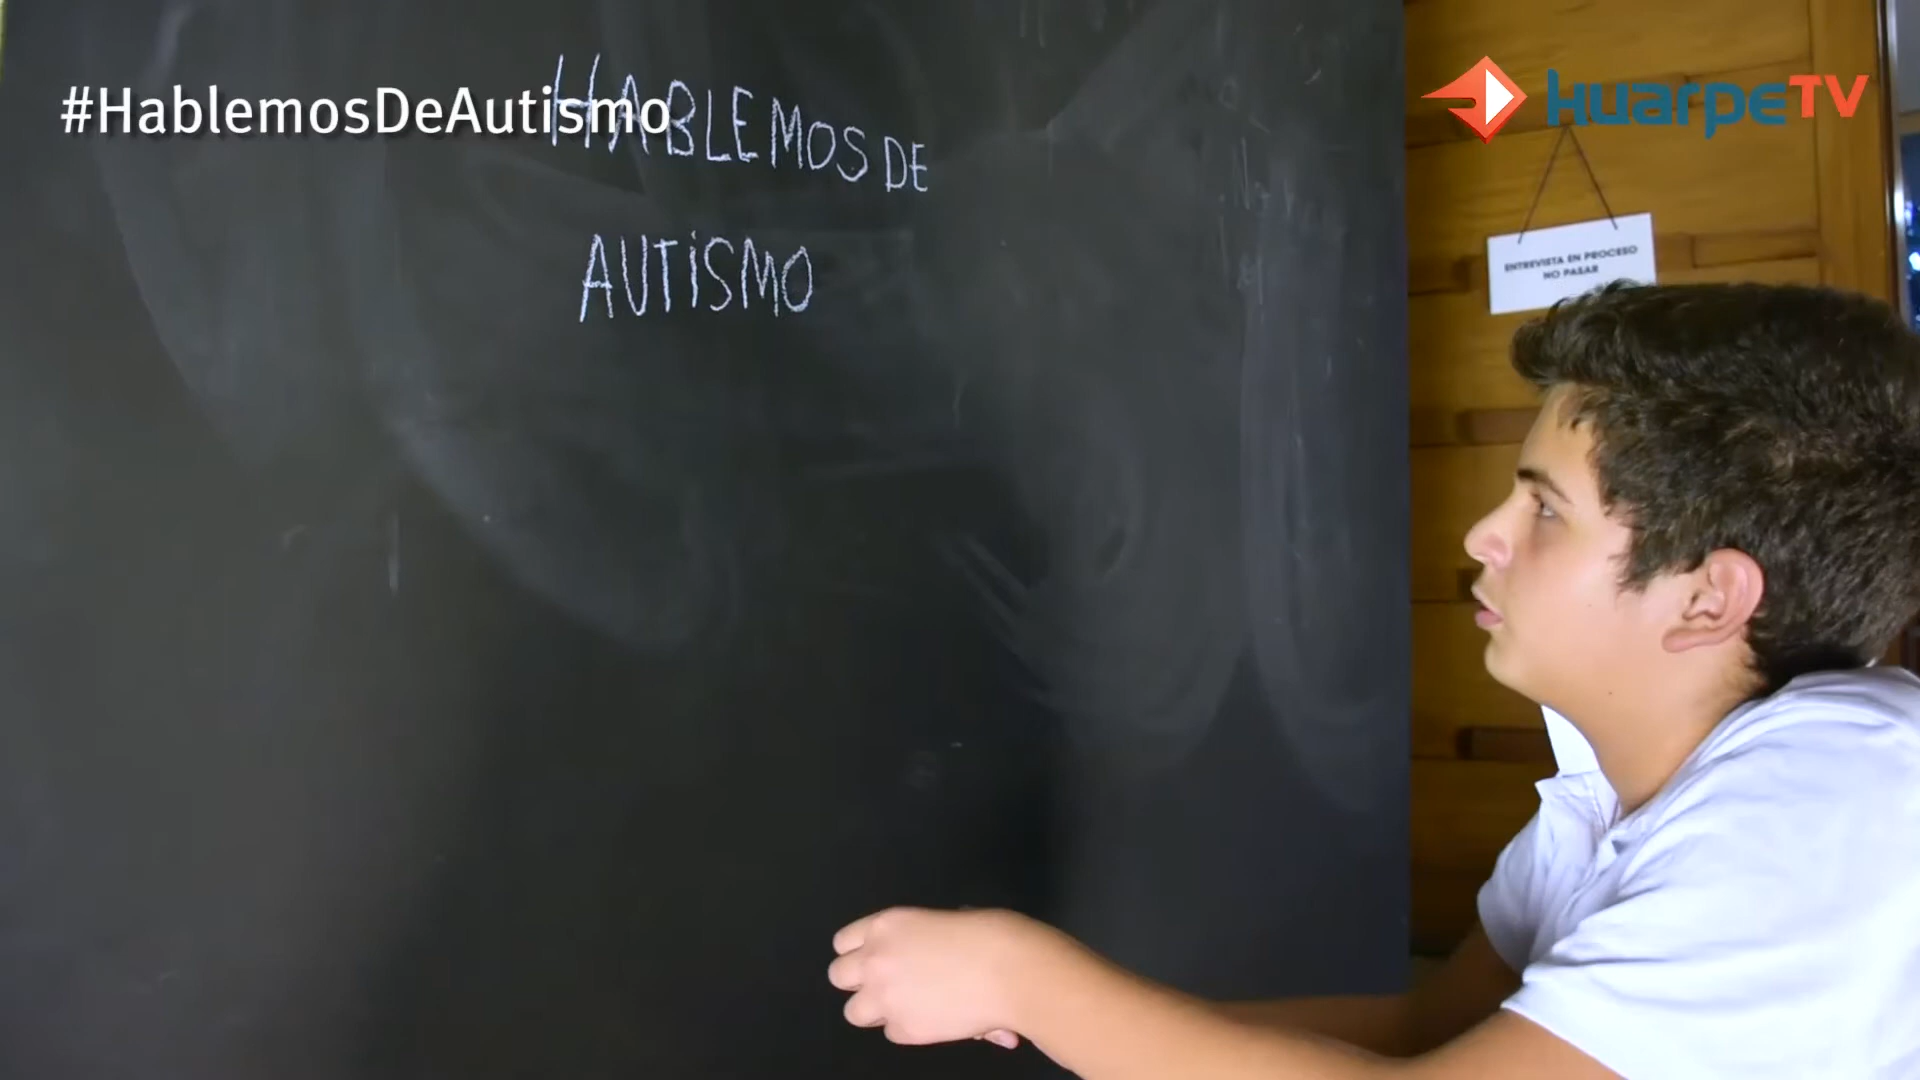 #HablemosDeAutismo
HABLEMOS DE
AUTiSMO
huarpeTV
ENTREVISTA EN PROCESO
NO PASAR